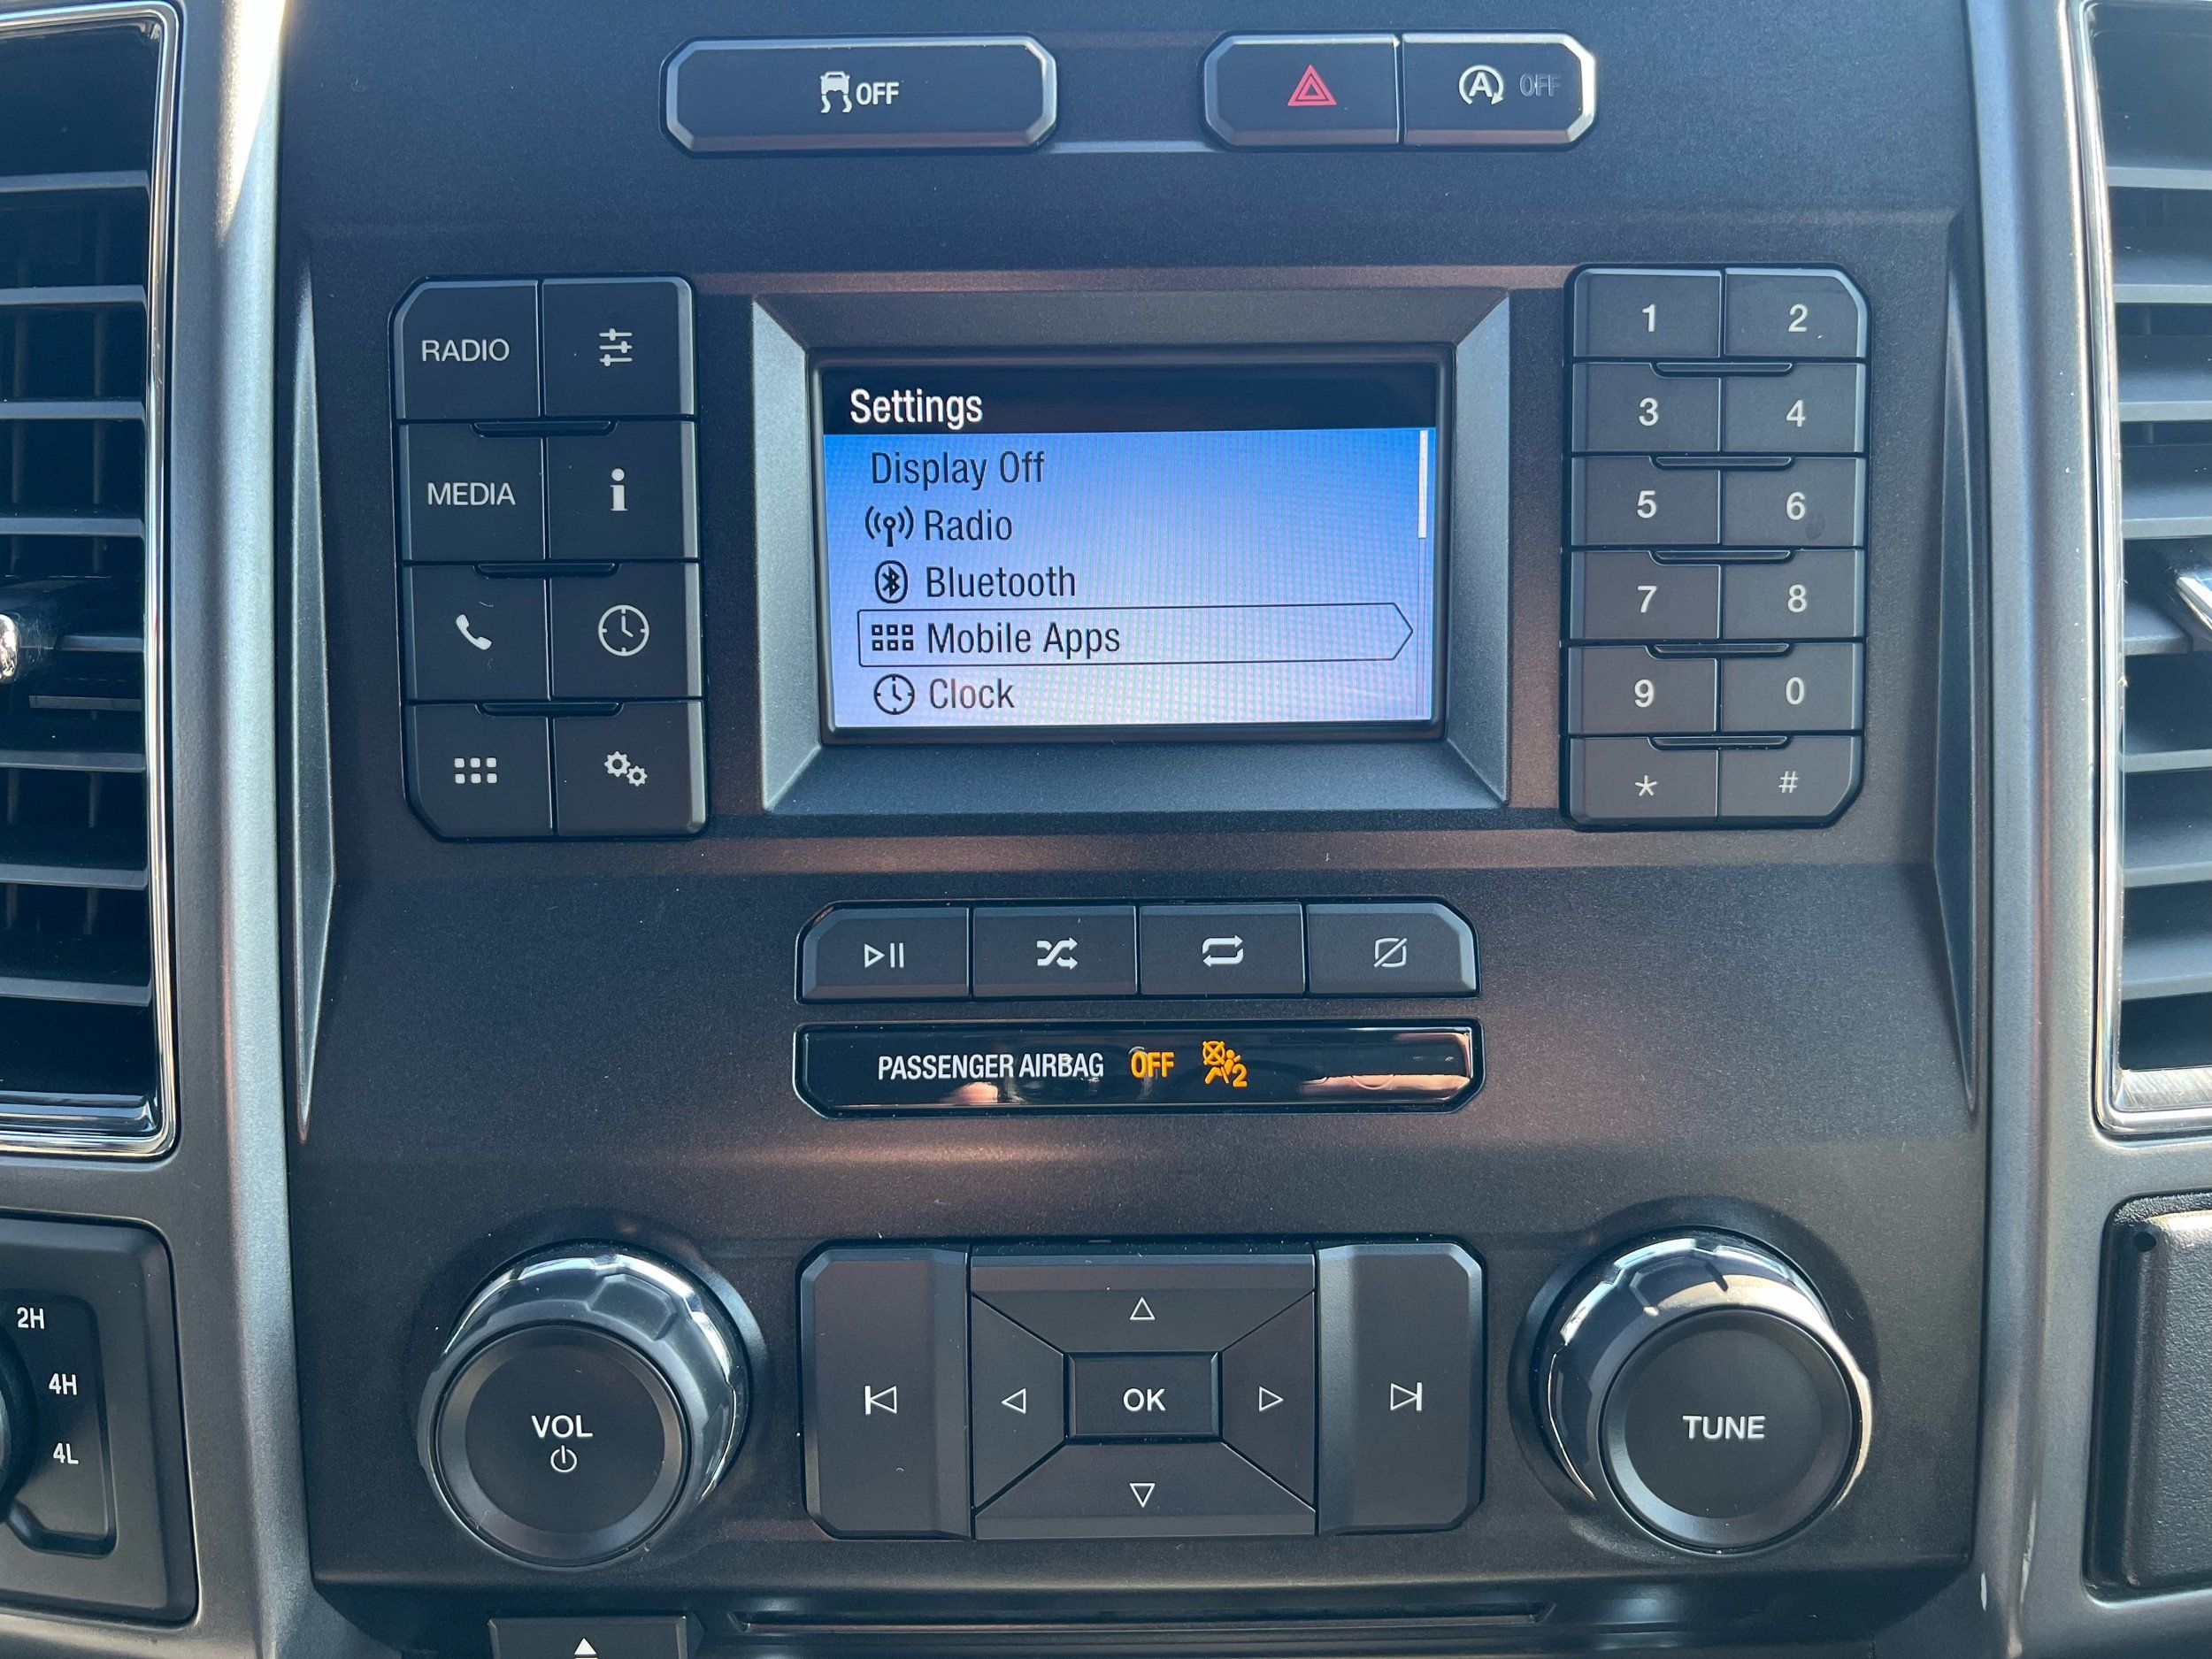 OFF
A OFF
RADIO
MEDIA
Settings
Display Off
Radio
Bluetooth
Mobile Apps
Clock
1 2
3 4
5 6
7 8
9 0
* #
PASSENGER AIRBAG OFF 2
2H
4H
4L
VOL
OK
TUNE